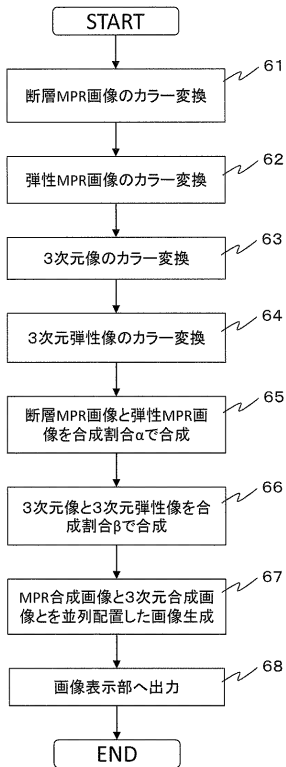 START
61
断層MPR画像のカラー変換
62
弾性MPR画像のカラー変換
63
3次元像のカラー変換
64
3次元弾性像のカラー変換
65
断層MPR画像と弾性MPR画
像を合成割合αで合成
66
3次元像と3次元弾性像を合
成割合βで合成
67
MPR合成画像と3次元合成画
像とを並列配置した画像生成
68
画像表示部へ出力
END